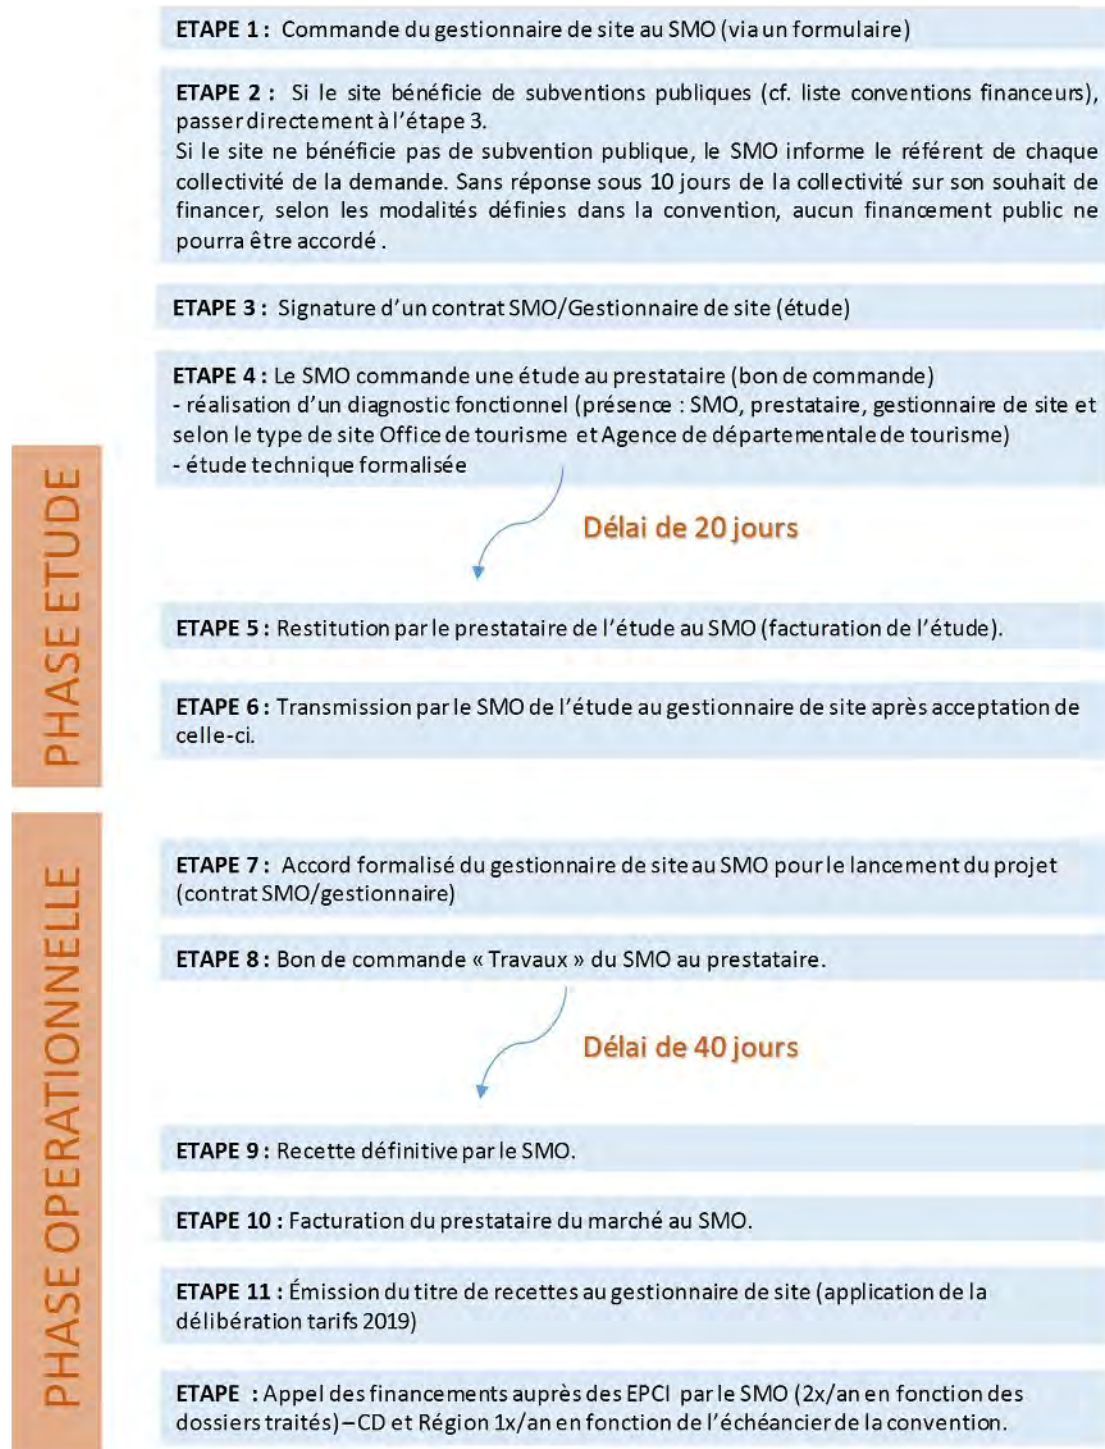 ETAPE 1 : Commande du gestionnaire de site au SMO (via un formulaire)
ETAPE 2 : Si le site bénéficie de subventions publiques (cf. liste conventions financeurs),
passer directement à l'étape 3.
Si le site ne bénéficie pas de subvention publique, le SMO informe le référent de chaque
collectivité de la demande. Sans réponse sous 10 jours de la collectivité sur son souhait de
financer, selon les modalités définies dans la convention, aucun financement public ne
pourra être accordé .
ETAPE 3 : Signature d'un contrat SMO/Gestionnaire de site (étude)
ETAPE 4 : Le SMO commande une étude au prestataire (bon de commande)
- réalisation d'un diagnostic fonctionnel (présence : SMO, prestataire, gestionnaire de site et
selon le type de site Office de tourisme et Agence de départementale de tourisme)
- étude technique formalisée
PHASE ETUDE
Délai de 20 jours
ETAPE 5 : Restitution par le prestataire de l'étude au SMO (facturation de l'étude).
ETAPE 6 : Transmission par le SMO de l'étude au gestionnaire de site après acceptation de
celle-ci.
PHASE OPERATIONNELLE
ETAPE 7 : Accord formalisé du gestionnaire de site au SMO pour le lancement du projet
(contrat SMO/gestionnaire)
ETAPE 8 : Bon de commande « Travaux » du SMO au prestataire.
Délai de 40 jours
ETAPE 9 : Recette définitive par le SMO.
ETAPE 10 : Facturation du prestataire du marché au SMO.
ETAPE 11 : Émission du titre de recettes au gestionnaire de site (application de la
délibération tarifs 2019)
ETAPE : Appel des financements auprès des EPCI par le SMO (2x/an en fonction des
dossiers traités) – CD et Région 1x/an en fonction de l'échéancier de la convention.